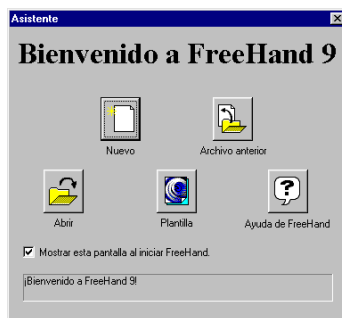 Asistente
Bienvenido a FreeHand 9
Nuevo
Archivo anterior
Abrir
Plantilla
Ayuda de FreeHand
Mostrar esta pantalla al iniciar FreeHand.
¡Bienvenido a FreeHand 9!